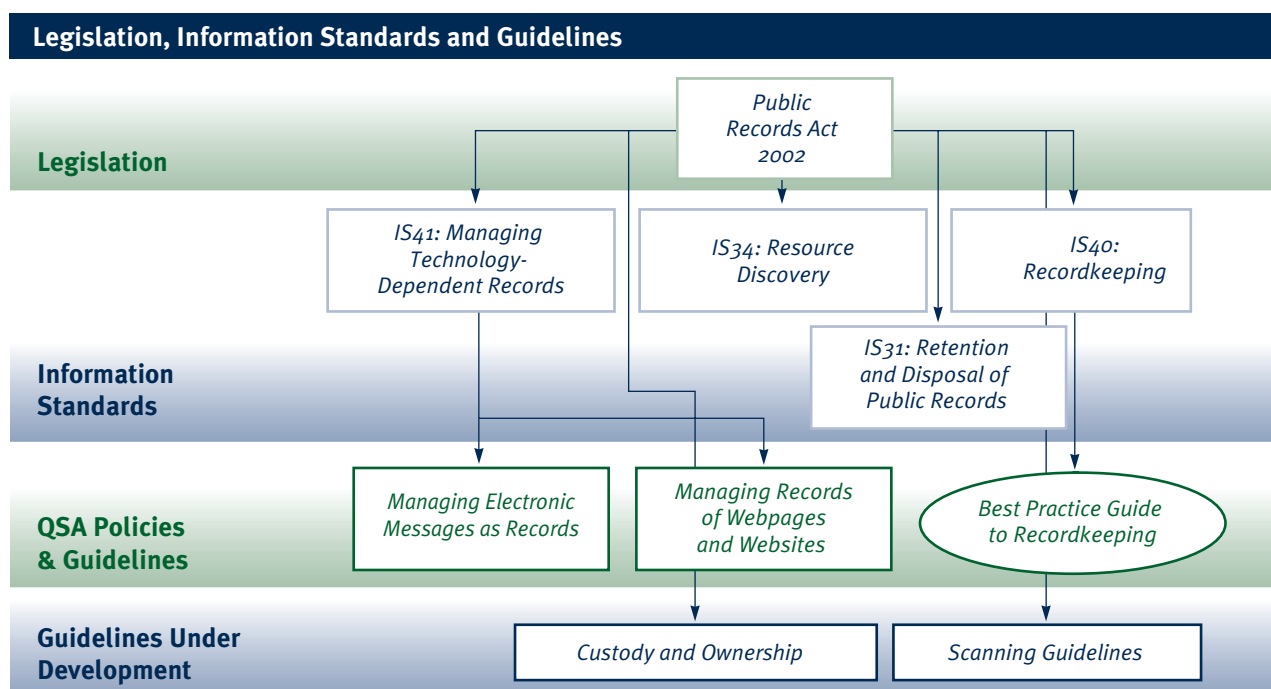 Legislation, Information Standards and Guidelines
Public
Records Act
2002
Legislation
IS41: Managing
Technology-
Dependent Records
IS34: Resource
Discovery
IS40:
Recordkeeping
IS31: Retention
and Disposal of
Public Records
Information
Standards
Managing Electronic
Messages as Records
Managing Records
of Webpages
and Websites
Best Practice Guide
to Recordkeeping
QSA Policies
& Guidelines
Guidelines Under
Development
Custody and Ownership
Scanning Guidelines